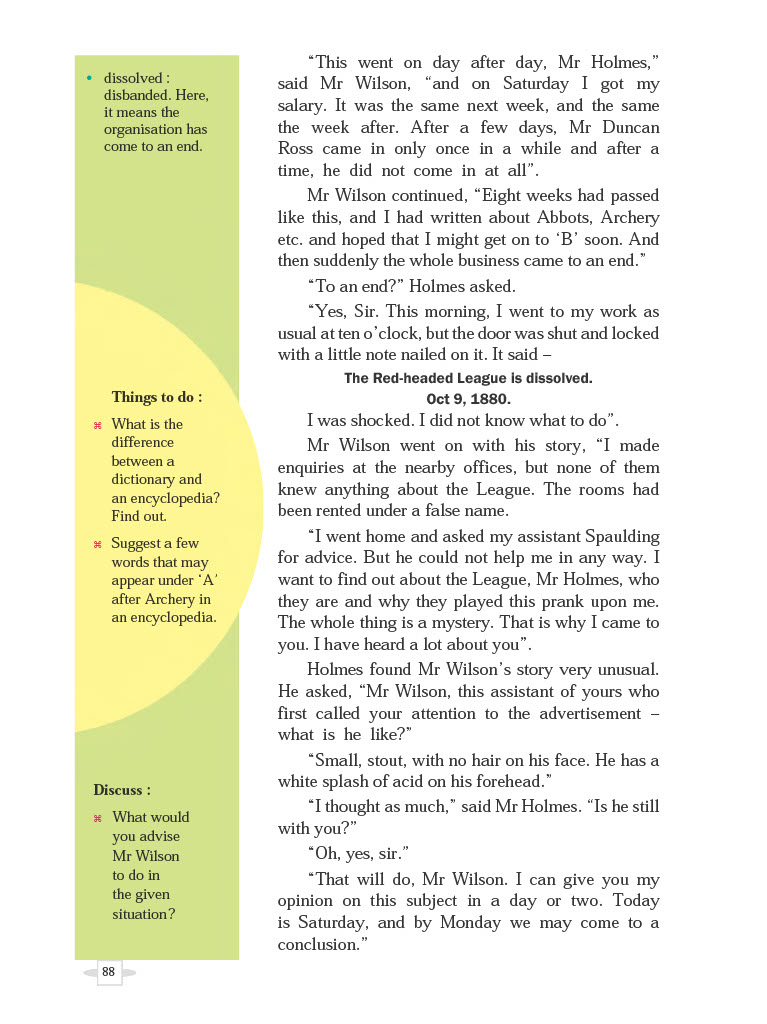 • dissolved :
disbanded. Here,
it means the
organisation has
come to an end.
Things to do :
⌘ What is the
difference
between a
dictionary and
an encyclopedia?
Find out.
⌘ Suggest a few
words that may
appear under ‘A’
after Archery in
an encyclopedia.
Discuss :
⌘ What would
you advise
Mr Wilson
to do in
the given
situation?
“This went on day after day, Mr Holmes,”
said Mr Wilson, “and on Saturday I got my
salary. It was the same next week, and the same
the week after. After a few days, Mr Duncan
Ross came in only once in a while and after a
time, he did not come in at all”.
Mr Wilson continued, “Eight weeks had passed
like this, and I had written about Abbots, Archery
etc. and hoped that I might get on to ‘B’ soon. And
then suddenly the whole business came to an end.”
“To an end?” Holmes asked.
“Yes, Sir. This morning, I went to my work as
usual at ten o’clock, but the door was shut and locked
with a little note nailed on it. It said –
The Red-headed League is dissolved.
Oct 9, 1880.
I was shocked. I did not know what to do”.
Mr Wilson went on with his story, “I made
enquiries at the nearby offices, but none of them
knew anything about the League. The rooms had
been rented under a false name.
“I went home and asked my assistant Spaulding
for advice. But he could not help me in any way. I
want to find out about the League, Mr Holmes, who
they are and why they played this prank upon me.
The whole thing is a mystery. That is why I came to
you. I have heard a lot about you”.
Holmes found Mr Wilson’s story very unusual.
He asked, “Mr Wilson, this assistant of yours who
first called your attention to the advertisement –
what is he like?”
“Small, stout, with no hair on his face. He has a
white splash of acid on his forehead.”
“I thought as much,” said Mr Holmes. “Is he still
with you?”
“Oh, yes, sir.”
“That will do, Mr Wilson. I can give you my
opinion on this subject in a day or two. Today
is Saturday, and by Monday we may come to a
conclusion.”
88